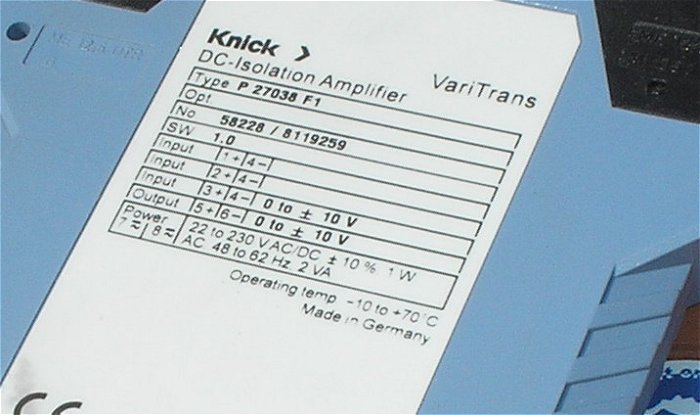 Knick >
DC-Isolation Amplifier VariTrans
Type P 27038 F1
Opt.
No 58228 / 8119259
SW 1.0
Input 1+ 4-
Input 2+ 4-
Input 3+ 4- 0 to ± 10 V
Output 5+ 6- 0 to ± 10 V
Power 22 to 230 V AC/DC ± 10 % 1 W
7 ≂ 8 ≂ AC 48 to 62 Hz 2 VA
Operating temp -10 to +70°C
Made in Germany
CE